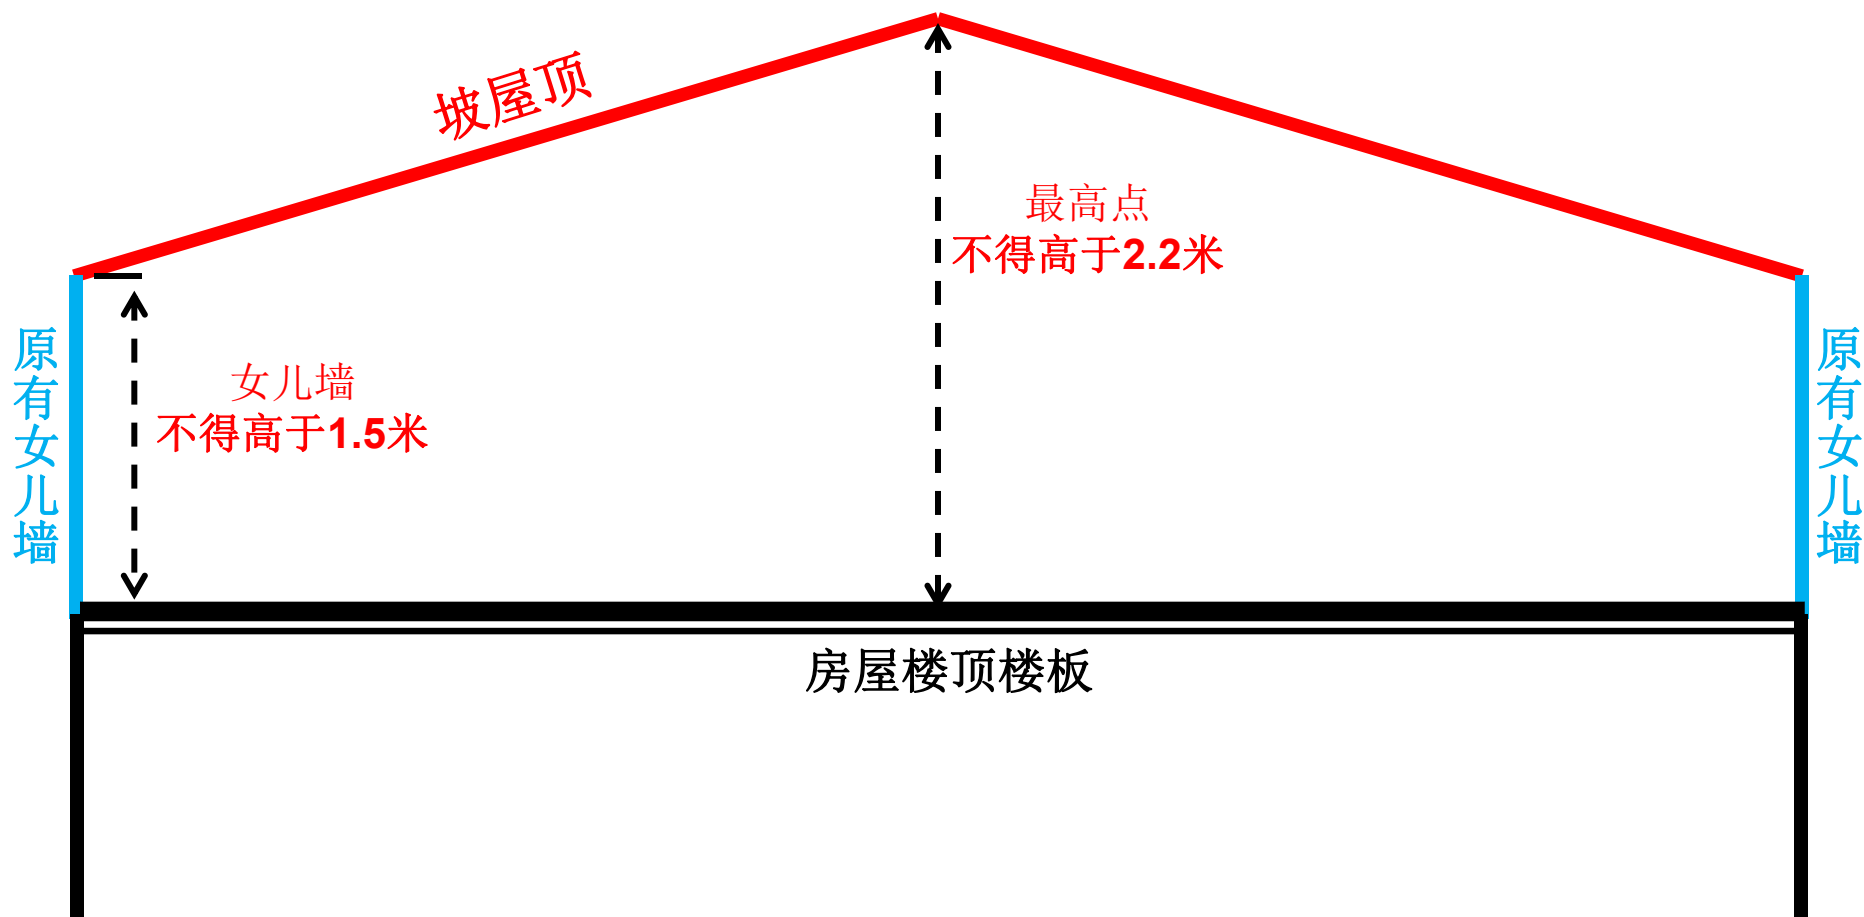 坡屋顶
最高点
不得高于2.2米
原有女儿墙
女儿墙
不得高于1.5米
原有女儿墙
房屋楼顶楼板